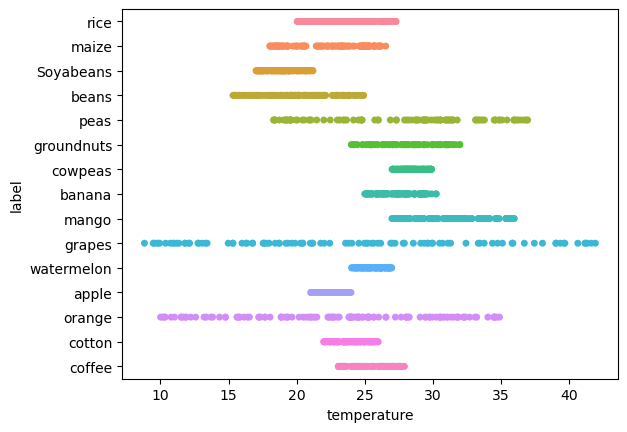 rice
maize
Soyabeans
beans
peas
groundnuts
cowpeas
banana
mango
grapes
watermelon
apple
orange
cotton
coffee
label
10 15 20 25 30 35 40
temperature